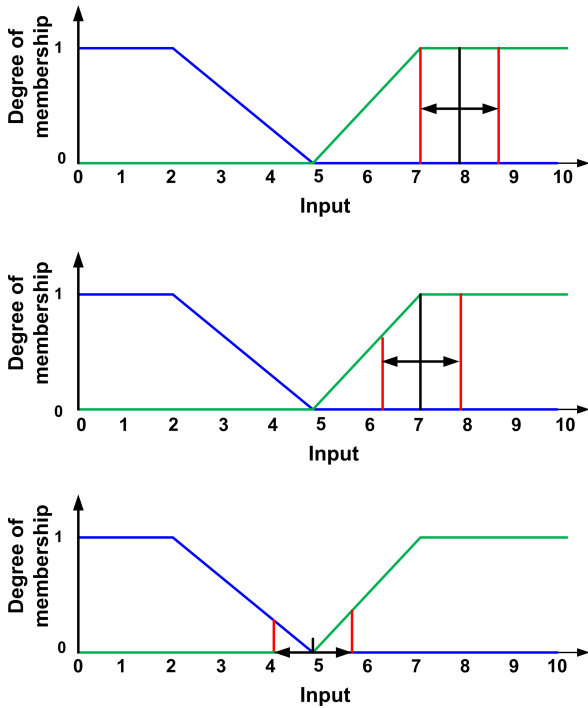 Degree of
membership
1
0
0 1 2 3 4 5 6 7 8 9 10
Input
Degree of
membership
1
0
0 1 2 3 4 5 6 7 8 9 10
Input
Degree of
membership
1
0
0 1 2 3 4 5 6 7 8 9 10
Input